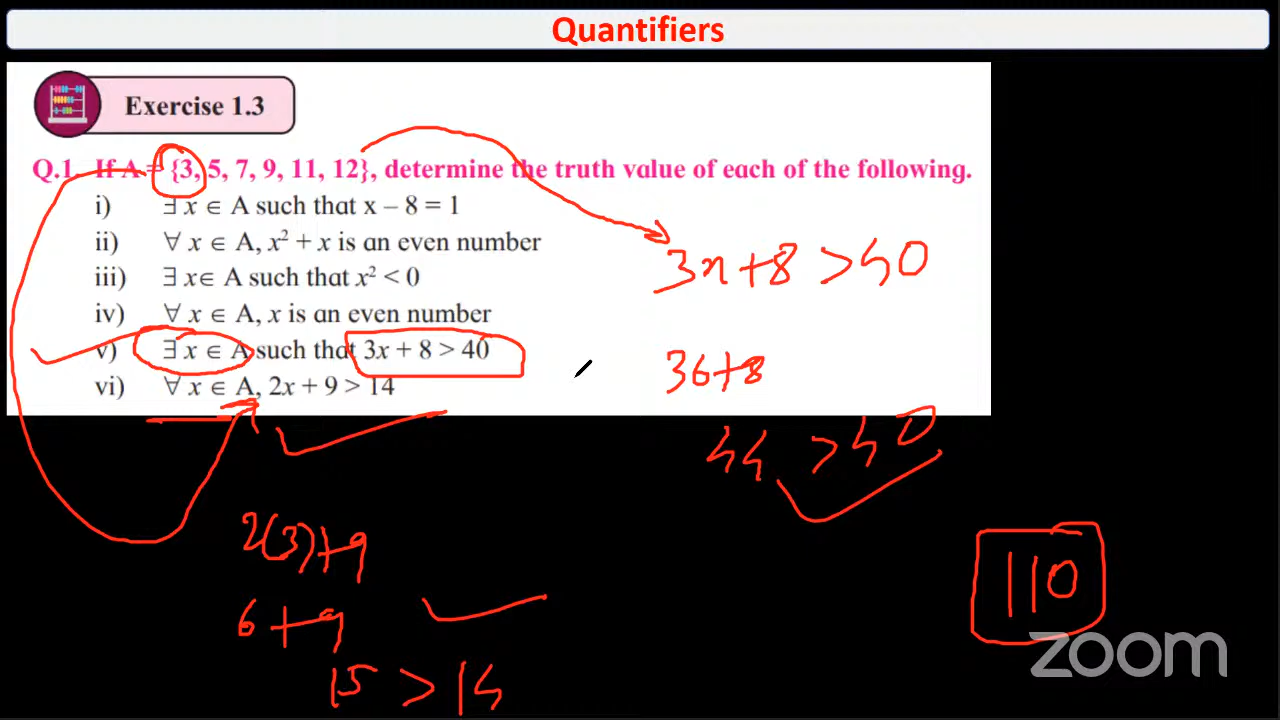 Quantifiers
Exercise 1.3
Q.1. If A = {3, 5, 7, 9, 11, 12}, determine the truth value of each of the following.
i) ∃ x ∈ A such that x – 8 = 1
ii) ∀ x ∈ A, x² + x is an even number
iii) ∃ x∈ A such that x² < 0
iv) ∀ x ∈ A, x is an even number
v) ∃ x ∈ A such that 3x + 8 > 40
vi) ∀ x ∈ A, 2x + 9 > 14
3x+8 >40
36+8
44 >40
2(3)+9
6+9
15 > 14
110
zoom